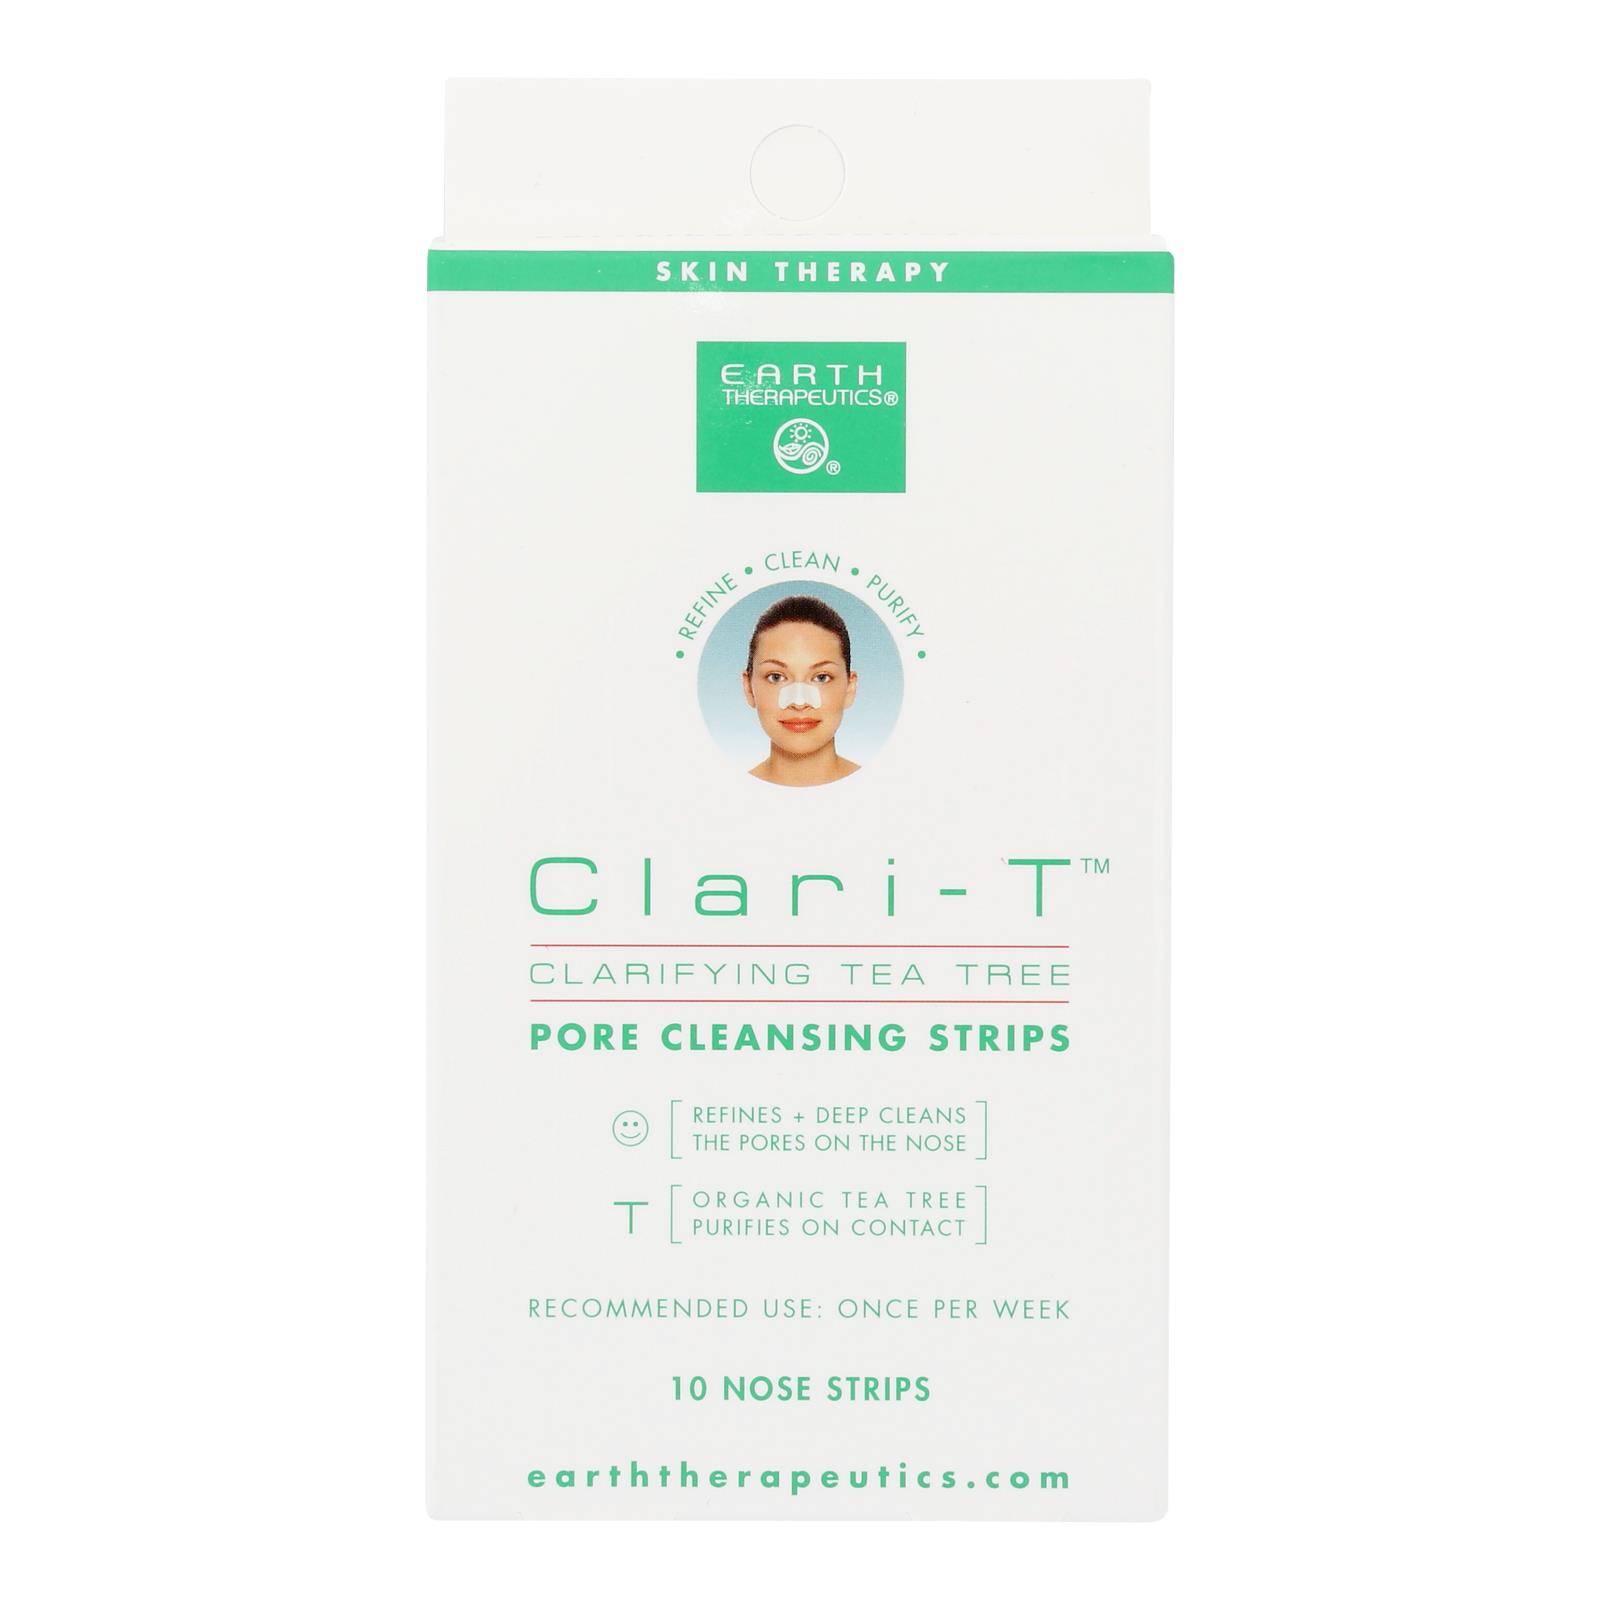 SKIN THERAPY
EARTH
THERAPEUTICS®
®
• REFINE • CLEAN • PURIFY •
Clari-T™
CLARIFYING TEA TREE
PORE CLEANSING STRIPS
REFINES + DEEP CLEANS
THE PORES ON THE NOSE
T
ORGANIC TEA TREE
PURIFIES ON CONTACT
RECOMMENDED USE: ONCE PER WEEK
10 NOSE STRIPS
earththerapeutics.com